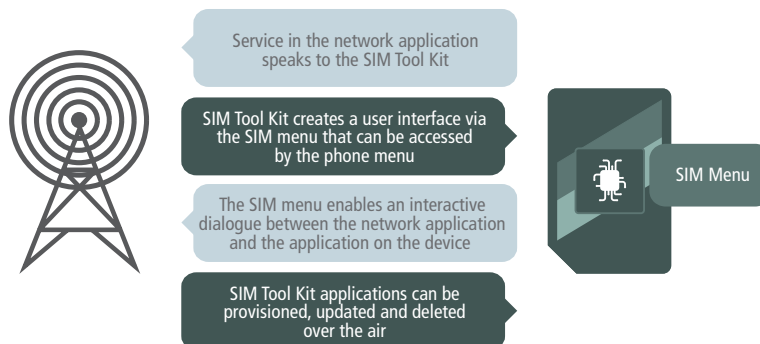 Service in the network application
speaks to the SIM Tool Kit
SIM Tool Kit creates a user interface via
the SIM menu that can be accessed
by the phone menu
SIM Menu
The SIM menu enables an interactive
dialogue between the network application
and the application on the device
SIM Tool Kit applications can be
provisioned, updated and deleted
over the air